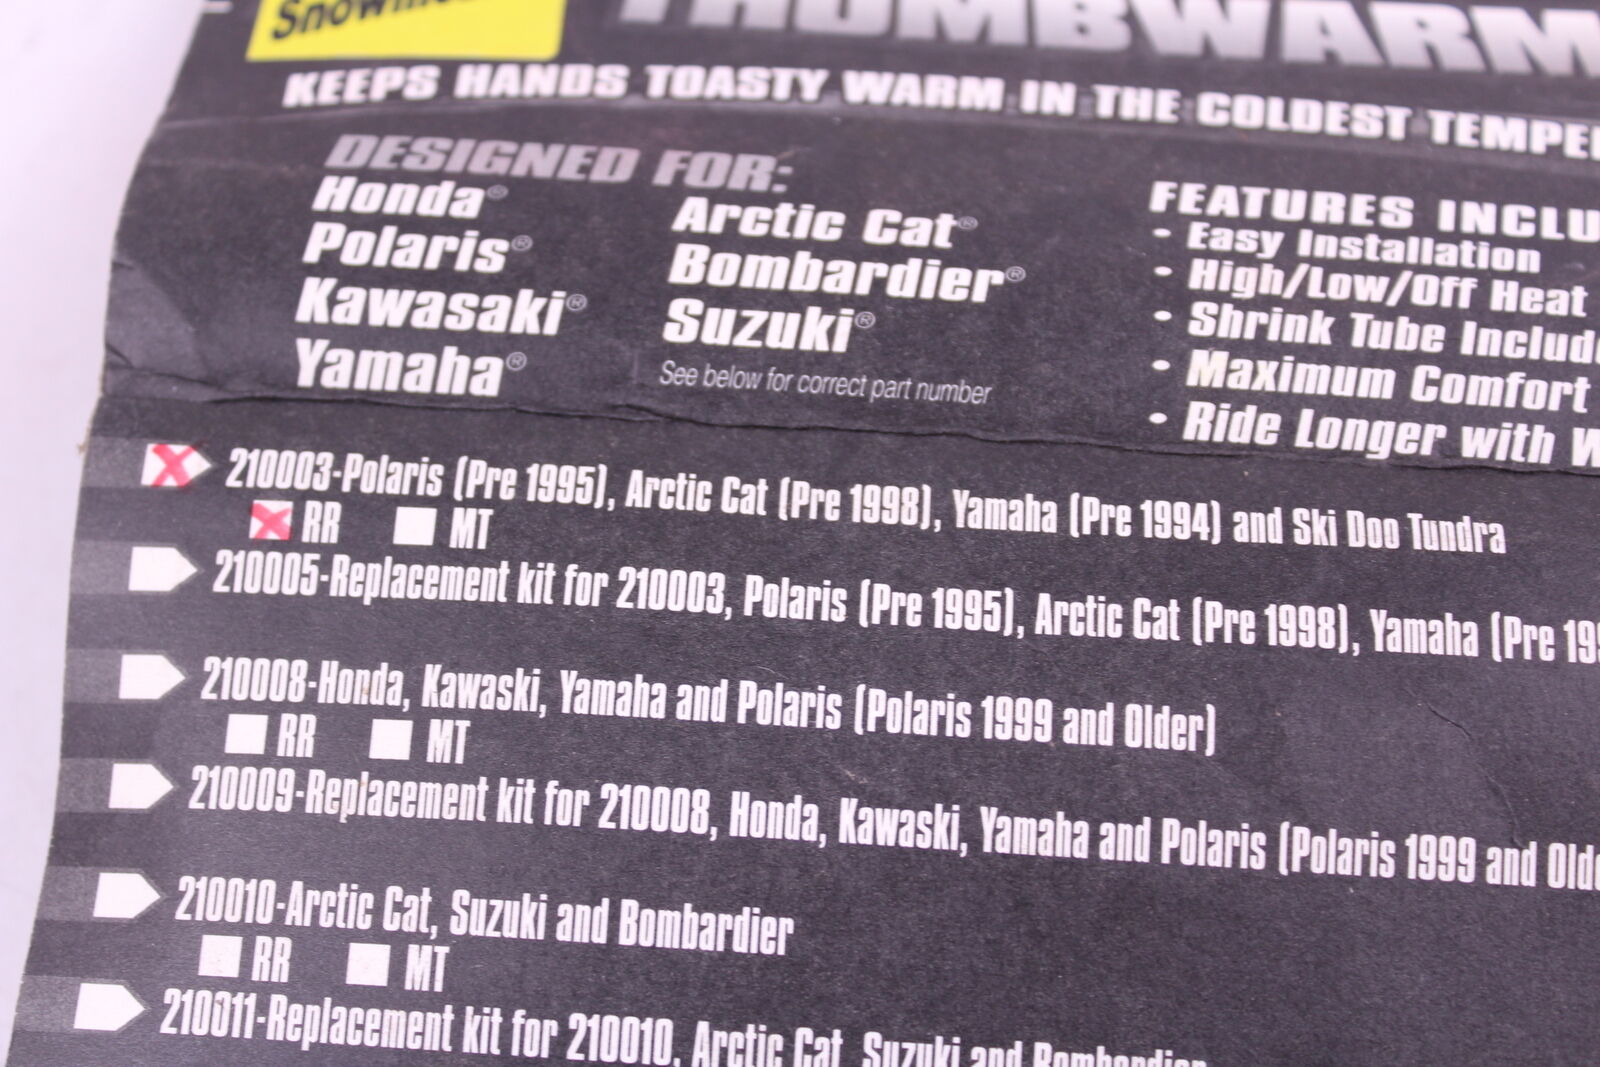 THUMBWARM
KEEPS HANDS TOASTY WARM IN THE COLDEST
DESIGNED FOR:
Honda®
Polaris®
Kawasaki®
Yamaha®
Arctic Cat®
Bombardier®
Suzuki®
See below for correct part number
FEATURES INCLU
• Easy Installation
• High/Low/Off Heat
• Shrink Tube Includ
• Maximum Comfort
• Ride Longer with W
210003-Polaris (Pre 1995), Arctic Cat (Pre 1998), Yamaha (Pre 1994) and Ski Doo Tundra
RR MT
210005-Replacement kit for 210003, Polaris (Pre 1995), Arctic Cat (Pre 1998), Yamaha (Pre 199
210008-Honda, Kawaski, Yamaha and Polaris (Polaris 1999 and Older)
RR MT
210009-Replacement kit for 210008, Honda, Kawaski, Yamaha and Polaris (Polaris 1999 and Olde
210010-Arctic Cat, Suzuki and Bombardier
RR MT
210011-Replacement kit for 210010, Arctic Cat, Suzuki and Bombardier